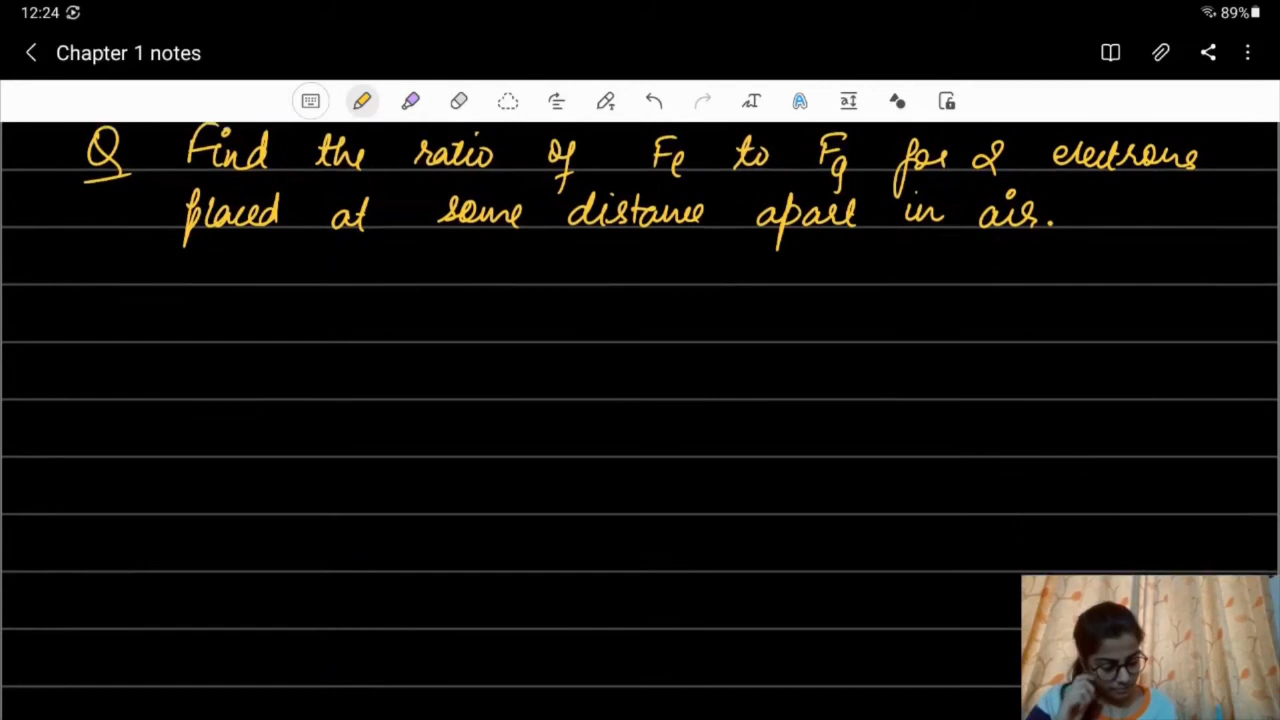 12:24
89%
Chapter 1 notes
Q Find the ratio of Fe to Fg for 2 electrons
placed at some distance apart in air.